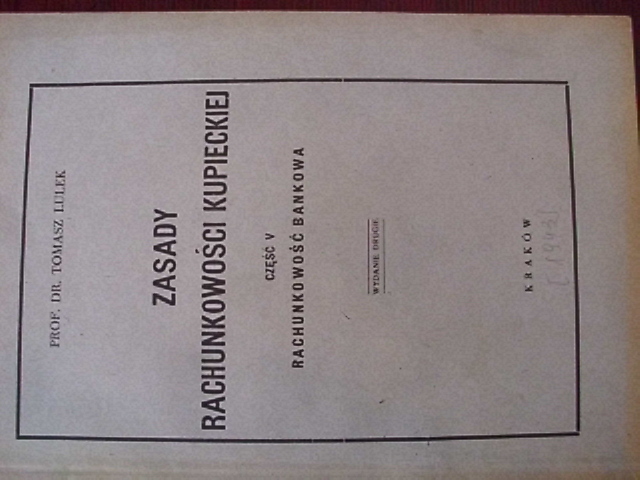 PROF. DR. TOMASZ LULEK
ZASADY
RACHUNKOWOŚCI KUPIECKIEJ
CZĘŚĆ V
RACHUNKOWOŚĆ BANKOWA
WYDANIE DRUGIE
KRAKÓW